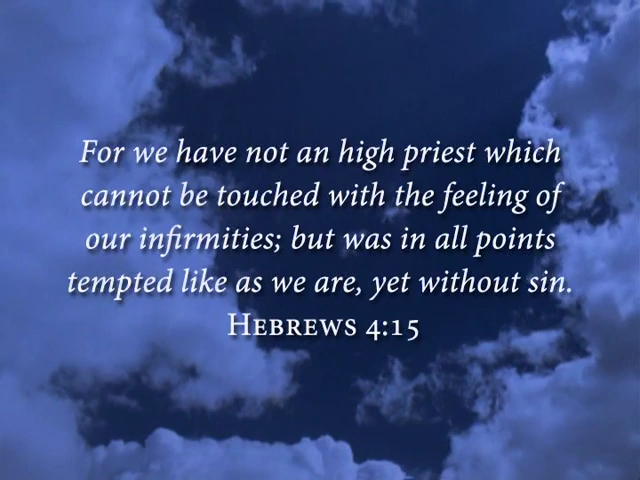 For we have not an high priest which
cannot be touched with the feeling of
our infirmities; but was in all points
tempted like as we are, yet without sin.
HEBREWS 4:15